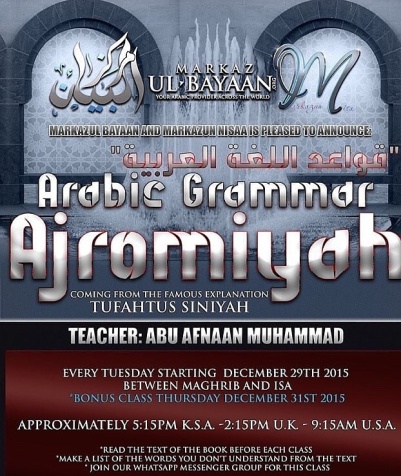 مركز البيان
MARKAZ
UL·BAYAAN.ORG
YOUR ARABIC PROVIDER ACROSS THE WORLD
M
MARKAZUL BAYAAN AND MARKAZUN NISAA IS PLEASED TO ANNOUNCE:
"قواعد اللغة العربية"
Arabic Grammar
Ajromiyah
COMING FROM THE FAMOUS EXPLANATION
TUFAHTUS SINIYAH
TEACHER: ABU AFNAAN MUHAMMAD
EVERY TUESDAY STARTING DECEMBER 29TH 2015
BETWEEN MAGHRIB AND ISA
*BONUS CLASS THURSDAY DECEMBER 31ST 2015
APPROXIMATELY 5:15PM K.S.A. -2:15PM U.K. - 9:15AM U.S.A.
*READ THE TEXT OF THE BOOK BEFORE EACH CLASS
*MAKE A LIST OF THE WORDS YOU DON'T UNDERSTAND FROM THE TEXT
* JOIN OUR WHATSAPP MESSENGER GROUP FOR THIS CLASS